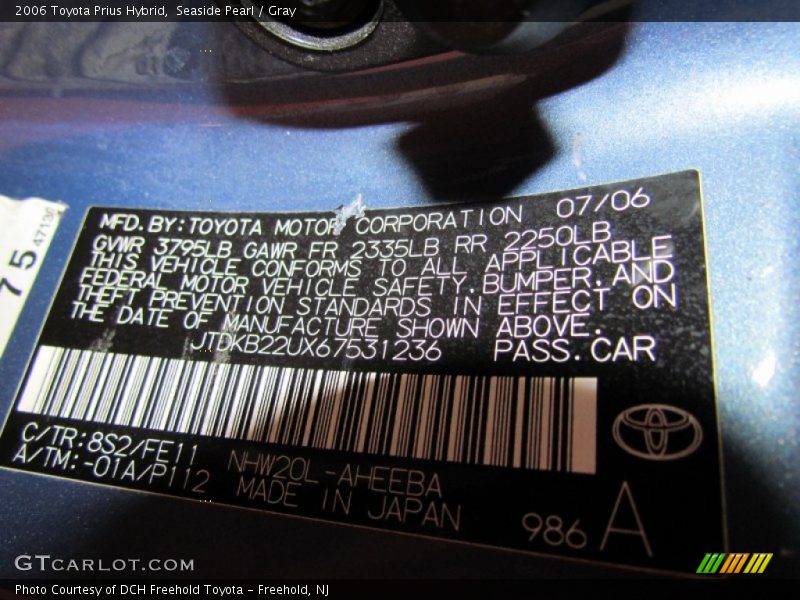 2006 Toyota Prius Hybrid, Seaside Pearl / Gray
75
47130
MFD. BY: TOYOTA MOTOR CORPORATION 07/06
GVWR 3795LB GAWR FR 2335LB RR 2250LB
THIS VEHICLE CONFORMS TO ALL APPLICABLE
FEDERAL MOTOR VEHICLE SAFETY, BUMPER, AND
THEFT PREVENTION STANDARDS IN EFFECT ON
THE DATE OF MANUFACTURE SHOWN ABOVE.
JTDKB22UX67531236 PASS. CAR
C/TR: 8S2/FE11
A/TM: -01A/P112
NHW20L-AHEEBA
MADE IN JAPAN
986 A
GTCARLOT.COM
Photo Courtesy of DCH Freehold Toyota - Freehold, NJ